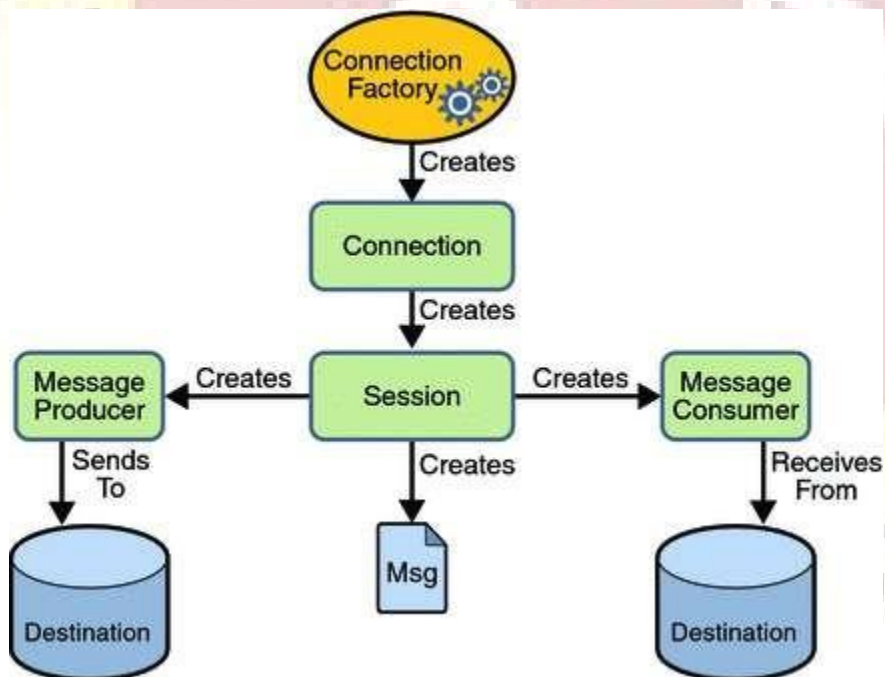 Connection
Factory
Creates
Connection
Creates
Message
Producer
Creates
Session
Creates
Message
Consumer
Sends
To
Creates
Receives
From
Msg
Destination
Destination